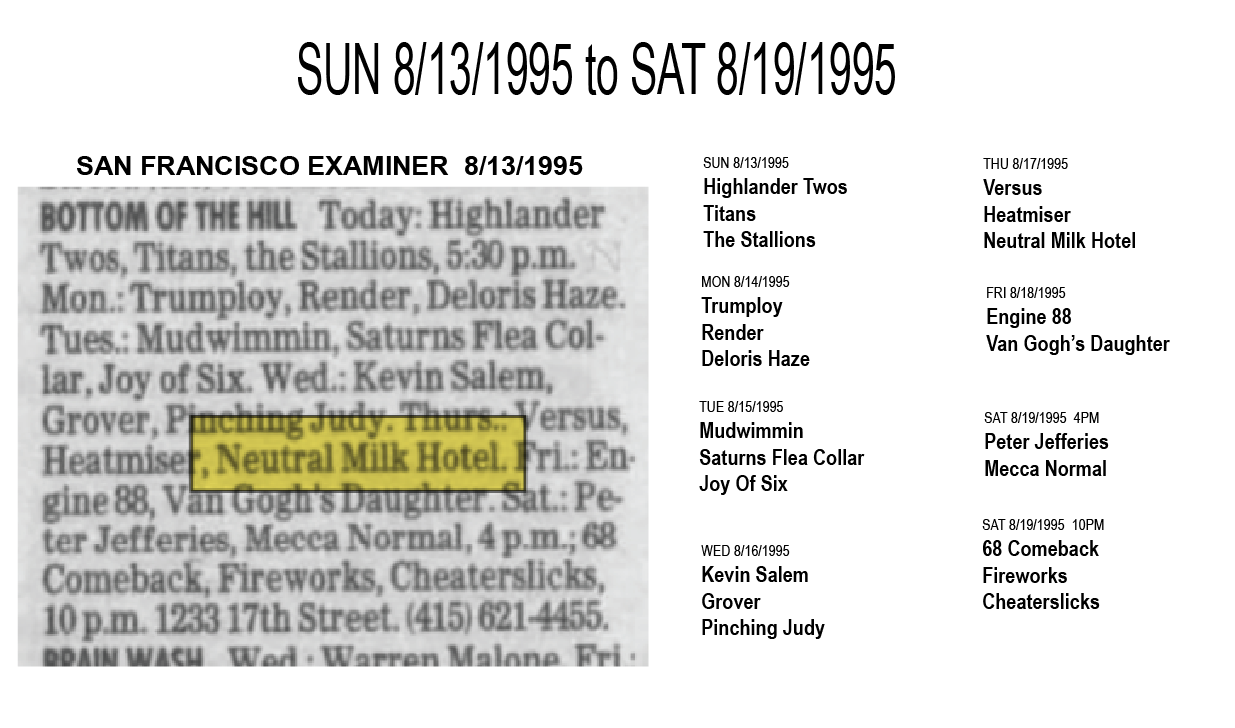 SUN 8/13/1995 to SAT 8/19/1995
SAN FRANCISCO EXAMINER 8/13/1995
BOTTOM OF THE HILL Today: Highlander
Twos, Titans, the Stallions, 5:30 p.m.
Mon.: Trumploy, Render, Deloris Haze.
Tues.: Mudwimmin, Saturns Flea Col-
lar, Joy of Six. Wed.: Kevin Salem,
Grover, Pinching Judy. Thurs.: Versus,
Heatmiser, Neutral Milk Hotel. Fri.: En-
gine 88, Van Gogh's Daughter. Sat.: Pe-
ter Jefferies, Mecca Normal, 4 p.m.; 68
Comeback, Fireworks, Cheaterslicks,
10 p.m. 1233 17th Street. (415) 621-4455.
BRAIN WASH Wed.: Warren Malone. Fri.:
SUN 8/13/1995
Highlander Twos
Titans
The Stallions
MON 8/14/1995
Trumploy
Render
Deloris Haze
TUE 8/15/1995
Mudwimmin
Saturns Flea Collar
Joy Of Six
WED 8/16/1995
Kevin Salem
Grover
Pinching Judy
THU 8/17/1995
Versus
Heatmiser
Neutral Milk Hotel
FRI 8/18/1995
Engine 88
Van Gogh's Daughter
SAT 8/19/1995 4PM
Peter Jefferies
Mecca Normal
SAT 8/19/1995 10PM
68 Comeback
Fireworks
Cheaterslicks